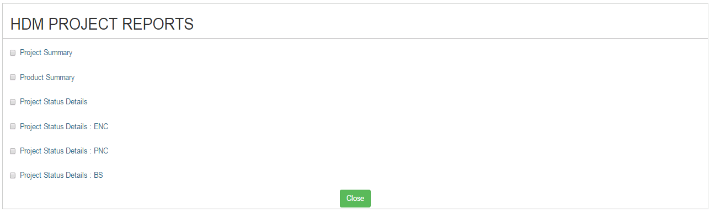 HDM PROJECT REPORTS
Project Summary
Product Summary
Project Status Details
Project Status Details : ENC
Project Status Details : PNC
Project Status Details : BS
Close